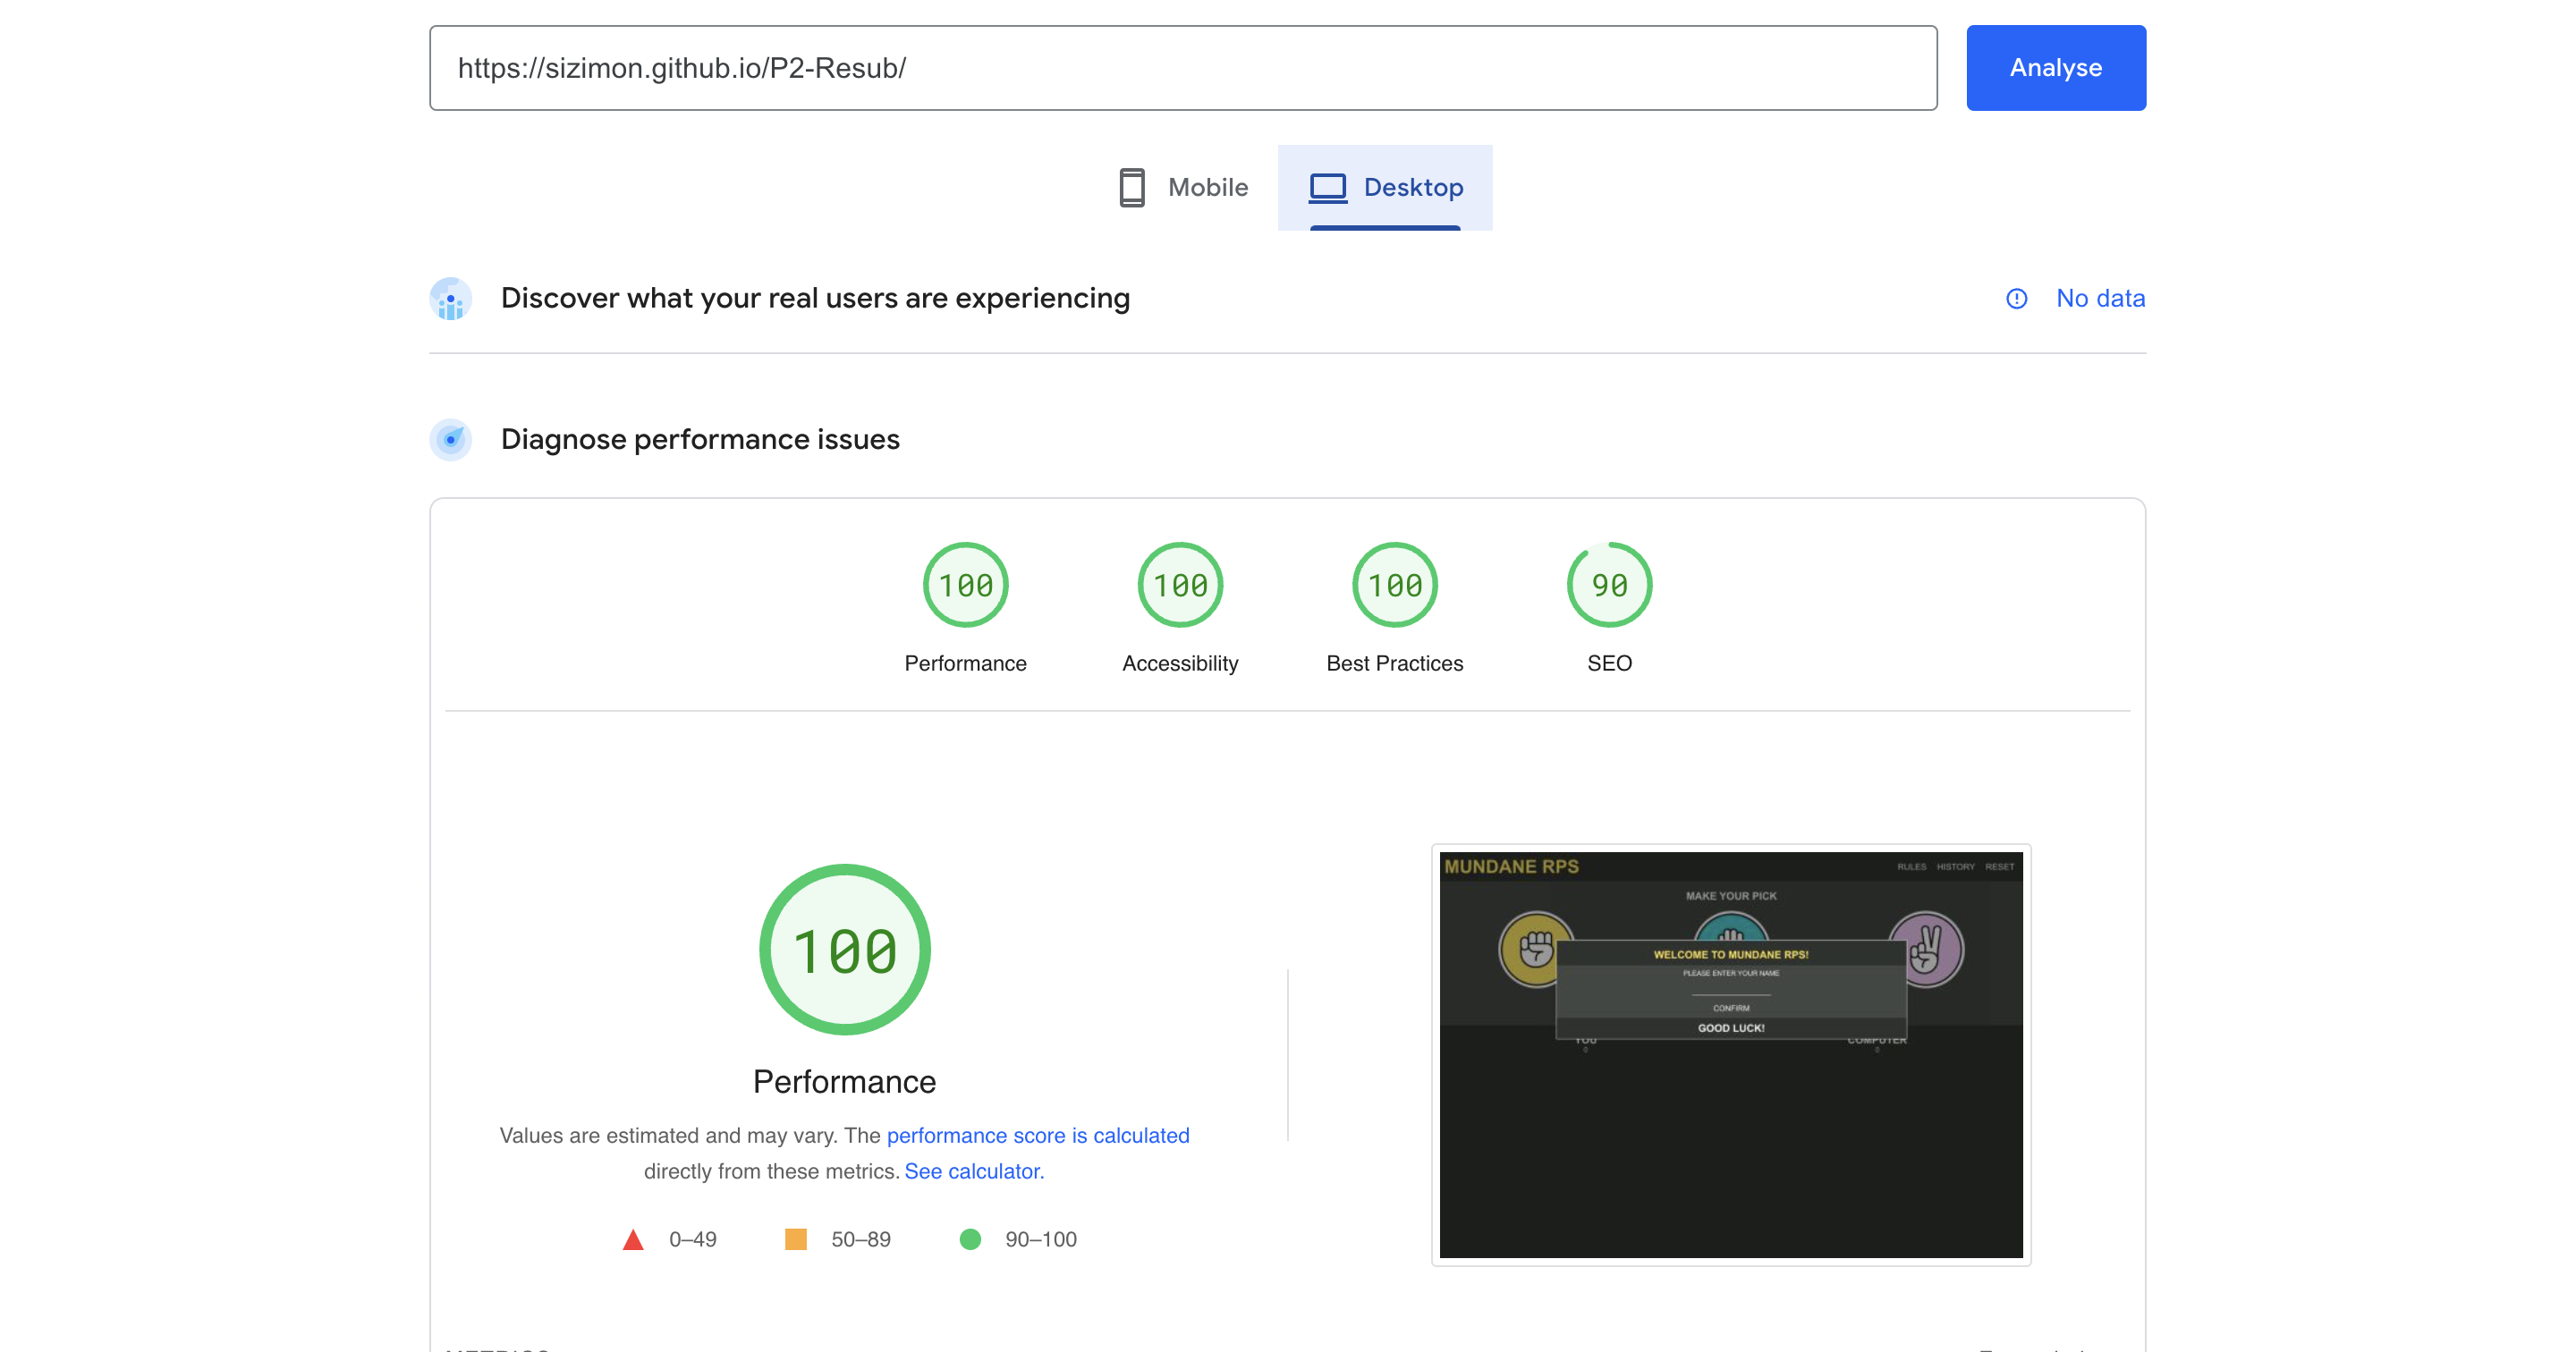 https://sizimon.github.io/P2-Resub/
Analyse
Mobile
Desktop
Discover what your real users are experiencing
No data
Diagnose performance issues
100
100
100
90
Performance
Accessibility
Best Practices
SEO
100
Performance
Values are estimated and may vary. The performance score is calculated
directly from these metrics. See calculator.
0–49
50–89
90–100
MUNDANE RPS
RULES
HISTORY
RESET
MAKE YOUR PICK
WELCOME TO MUNDANE RPS!
PLEASE ENTER YOUR NAME
CONFIRM
GOOD LUCK!
YOU
COMPUTER
0
0